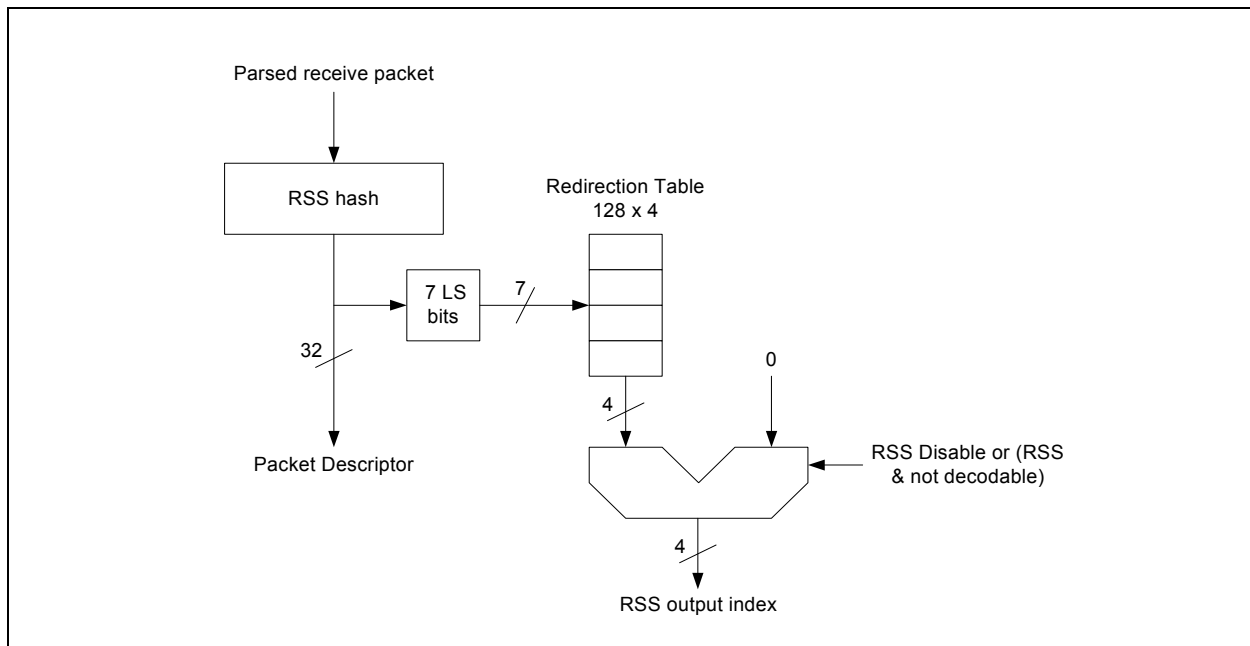 Parsed receive packet
RSS hash
Redirection Table
128 x 4
7 LS
bits
7
32
0
4
Packet Descriptor
RSS Disable or (RSS
& not decodable)
4
RSS output index